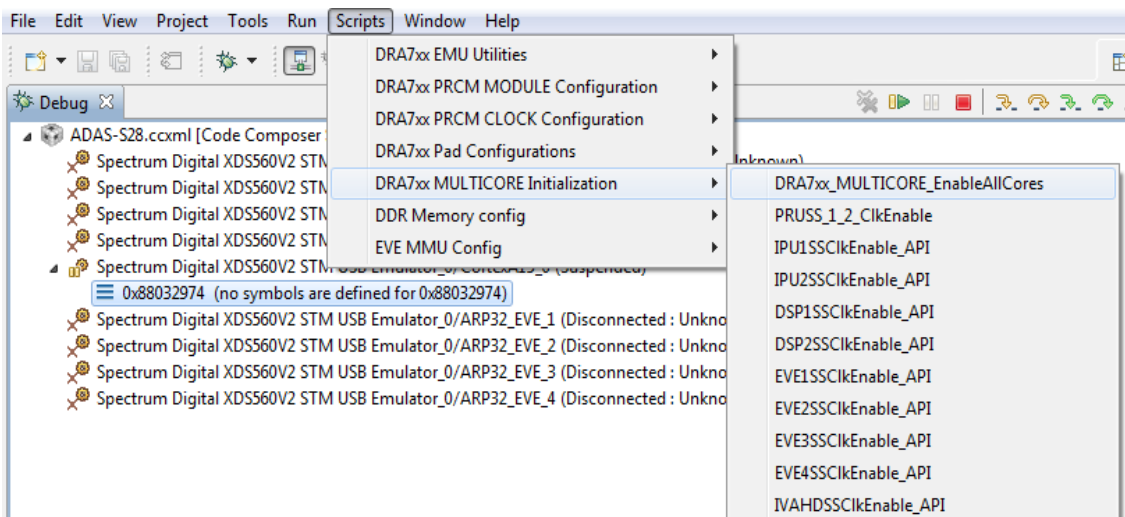 File Edit View Project Tools Run Scripts Window Help
DRA7xx EMU Utilities
DRA7xx PRCM MODULE Configuration
DRA7xx PRCM CLOCK Configuration
DRA7xx Pad Configurations
DRA7xx MULTICORE Initialization
DDR Memory config
EVE MMU Config
DRA7xx_MULTICORE_EnableAllCores
PRUSS_1_2_ClkEnable
IPU1SSClkEnable_API
IPU2SSClkEnable_API
DSP1SSClkEnable_API
DSP2SSClkEnable_API
EVE1SSClkEnable_API
EVE2SSClkEnable_API
EVE3SSClkEnable_API
EVE4SSClkEnable_API
IVAHDSSClkEnable_API
Debug
ADAS-S28.ccxml [Code Composer
Spectrum Digital XDS560V2 STM
Spectrum Digital XDS560V2 STM
Spectrum Digital XDS560V2 STM
Spectrum Digital XDS560V2 STM
Spectrum Digital XDS560V2 STM USB Emulator_0/CortexA15_0 (Suspended)
0x88032974 (no symbols are defined for 0x88032974)
Spectrum Digital XDS560V2 STM USB Emulator_0/ARP32_EVE_1 (Disconnected : Unkno
Spectrum Digital XDS560V2 STM USB Emulator_0/ARP32_EVE_2 (Disconnected : Unkno
Spectrum Digital XDS560V2 STM USB Emulator_0/ARP32_EVE_3 (Disconnected : Unkno
Spectrum Digital XDS560V2 STM USB Emulator_0/ARP32_EVE_4 (Disconnected : Unkno